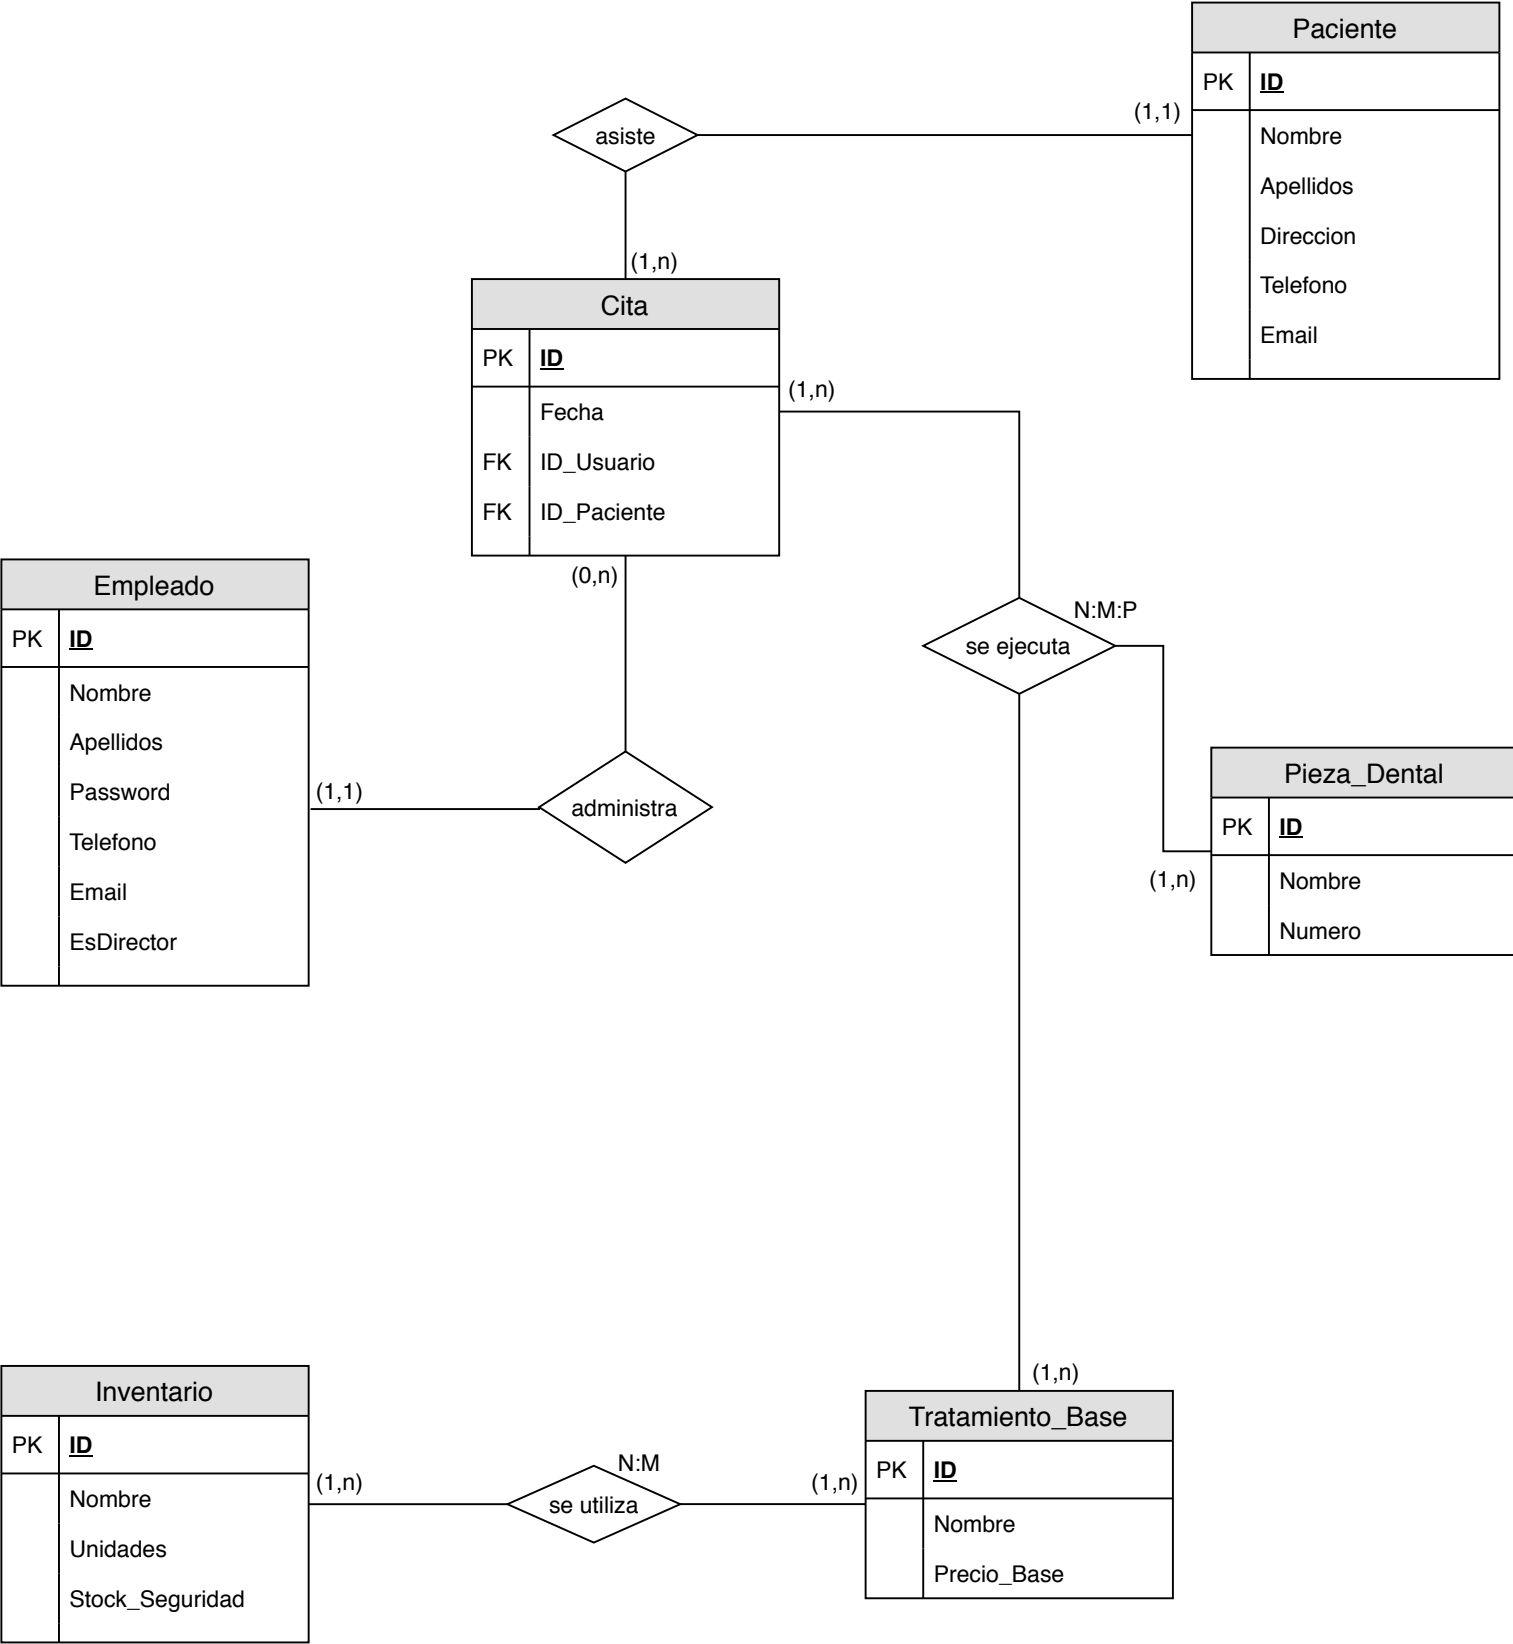 Paciente
PK ID
Nombre
Apellidos
Direccion
Telefono
Email
(1,1)
asiste
(1,n)
Cita
PK ID
Fecha
FK ID_Usuario
FK ID_Paciente
(1,n)
(0,n)
Empleado
PK ID
Nombre
Apellidos
Password
Telefono
Email
EsDirector
(1,1)
administra
N:M:P
se ejecuta
Pieza_Dental
PK ID
Nombre
Numero
(1,n)
(1,n)
Tratamiento_Base
PK ID
Nombre
Precio_Base
Inventario
PK ID
Nombre
Unidades
Stock_Seguridad
(1,n)
N:M
se utiliza
(1,n)